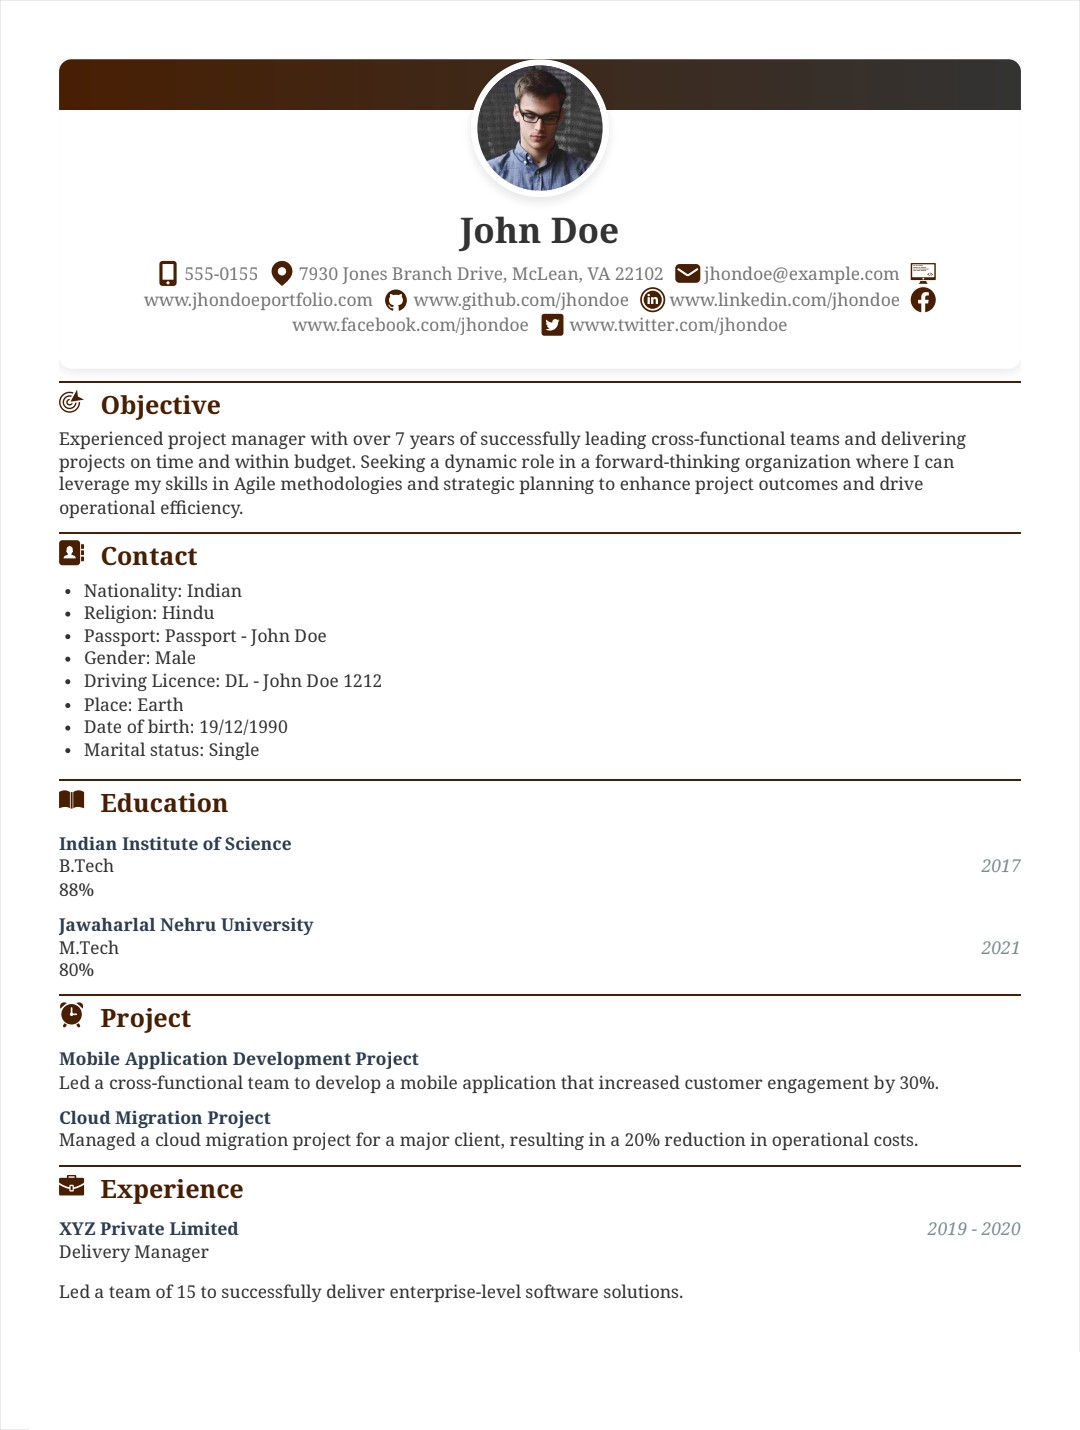 John Doe
555-0155 7930 Jones Branch Drive, McLean, VA 22102 jhondoe@example.com
www.jhondoeportfolio.com www.github.com/jhondoe www.linkedin.com/jhondoe
www.facebook.com/jhondoe www.twitter.com/jhondoe
Objective
Experienced project manager with over 7 years of successfully leading cross-functional teams and delivering
projects on time and within budget. Seeking a dynamic role in a forward-thinking organization where I can
leverage my skills in Agile methodologies and strategic planning to enhance project outcomes and drive
operational efficiency.
Contact
• Nationality: Indian
• Religion: Hindu
• Passport: Passport - John Doe
• Gender: Male
• Driving Licence: DL - John Doe 1212
• Place: Earth
• Date of birth: 19/12/1990
• Marital status: Single
Education
Indian Institute of Science
B.Tech 2017
88%
Jawaharlal Nehru University
M.Tech 2021
80%
Project
Mobile Application Development Project
Led a cross-functional team to develop a mobile application that increased customer engagement by 30%.
Cloud Migration Project
Managed a cloud migration project for a major client, resulting in a 20% reduction in operational costs.
Experience
XYZ Private Limited 2019 - 2020
Delivery Manager
Led a team of 15 to successfully deliver enterprise-level software solutions.